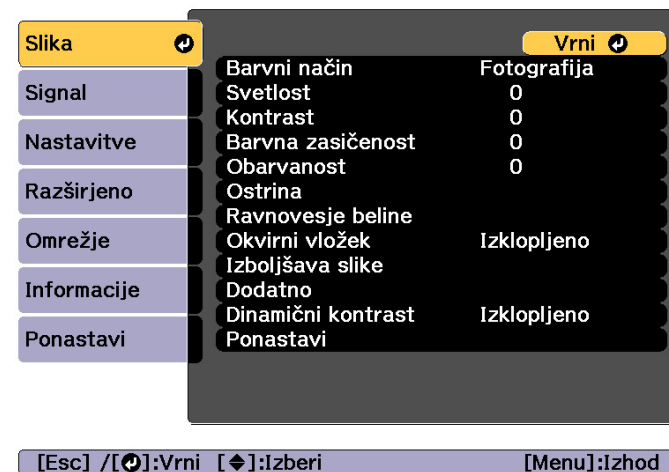 Slika
Signal
Nastavitve
Razširjeno
Omrežje
Informacije
Ponastavi
Vrni
Barvni način Fotografija
Svetlost 0
Kontrast 0
Barvna zasičenost 0
Obarvanost 0
Ostrina
Ravnovesje beline
Okvirni vložek Izklopljeno
Izboljšava slike
Dodatno
Dinamični kontrast Izklopljeno
Ponastavi
[Esc] /[⏎]:Vrni [◆]:Izberi [Menu]:Izhod